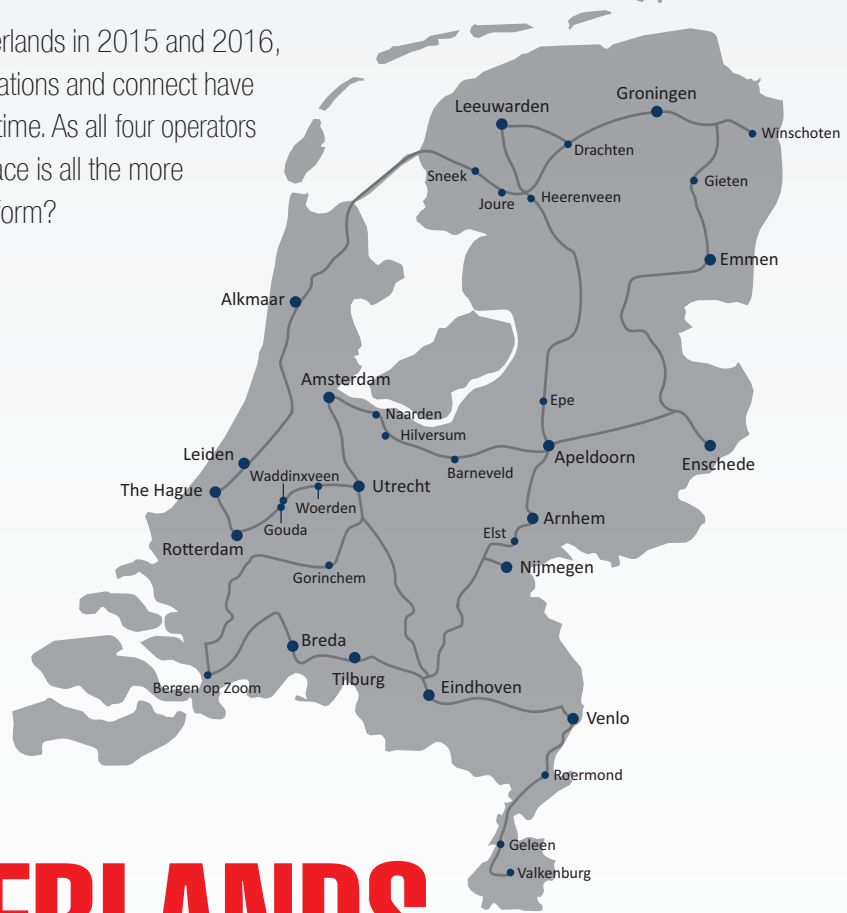 erlands in 2015 and 2016,
ations and connect have
time. As all four operators
ace is all the more
form?
Groningen
Leeuwarden
Winschoten
Drachten
Sneek
Gieten
Joure
Heerenveen
Emmen
Alkmaar
Amsterdam
Epe
Naarden
Hilversum
Leiden
Apeldoorn
Enschede
Barneveld
Waddinxveen
The Hague
Utrecht
Woerden
Gouda
Arnhem
Elst
Rotterdam
Nijmegen
Gorinchem
Breda
Tilburg
Bergen op Zoom
Eindhoven
Venlo
Roermond
Geleen
Valkenburg
ERLANDS